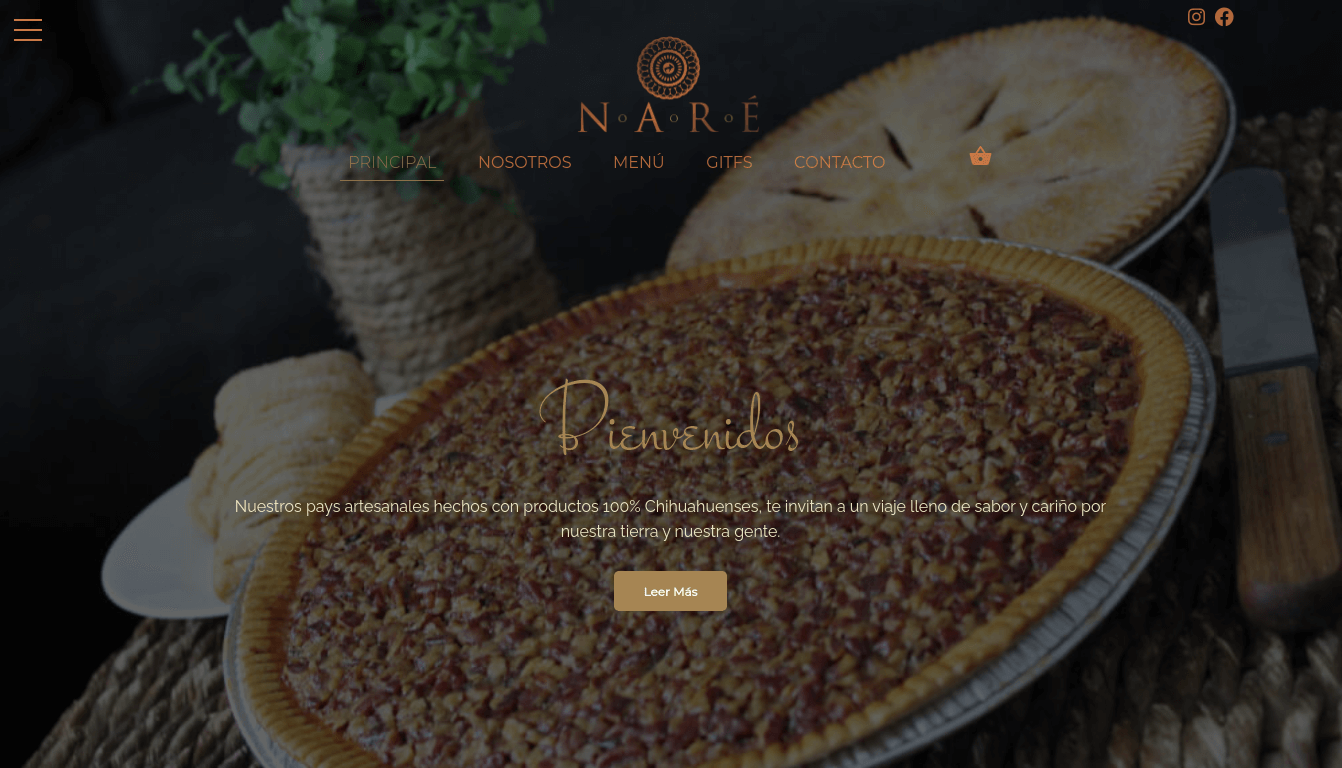 N·A·R·É
PRINCIPAL NOSOTROS MENÚ GITFS CONTACTO
Bienvenidos
Nuestros pays artesanales hechos con productos 100% Chihuahuenses, te invitan a un viaje lleno de sabor y cariño por
nuestra tierra y nuestra gente.
Leer Más